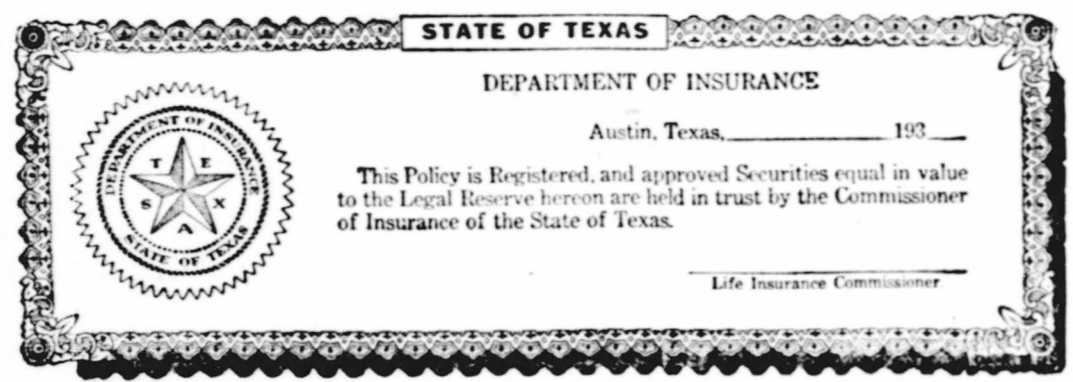 STATE OF TEXAS
DEPARTMENT OF INSURANCE
Austin, Texas, 193
This Policy is Registered, and approved Securities equal in value
to the Legal Reserve hereon are held in trust by the Commissioner
of Insurance of the State of Texas.
Life Insurance Commissioner.
DEPARTMENT OF INSURANCE
T E X A S
STATE OF TEXAS